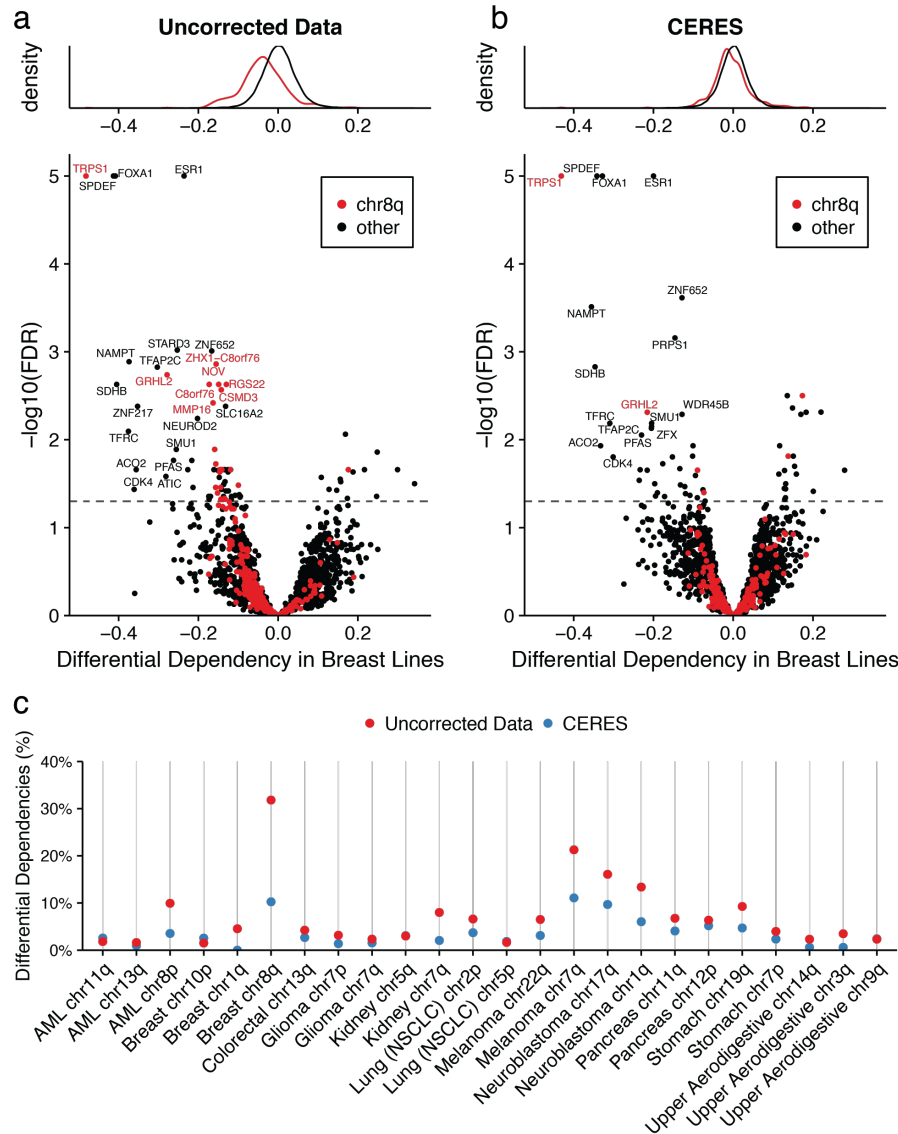 a
Uncorrected Data
density
−0.4
−0.2
0.0
0.2
TRPS1
SPDEF
FOXA1
ESR1
chr8q
other
STARD3
ZNF652
NAMPT
TFAP2C
ZHX1−C8orf76
NOV
GRHL2
RGS22
SDHB
C8orf76
CSMD3
MMP16
ZNF217
SLC16A2
NEUROD2
TFRC
SMU1
ACO2
PFAS
CDK4
ATIC
−log10(FDR)
5
4
3
2
1
0
−0.4
−0.2
0.0
0.2
Differential Dependency in Breast Lines
b
CERES
density
−0.4
−0.2
0.0
0.2
SPDEF
TRPS1
FOXA1
ESR1
chr8q
other
ZNF652
NAMPT
PRPS1
SDHB
GRHL2
WDR45B
TFRC
SMU1
TFAP2C
ZFX
ACO2
PFAS
CDK4
−log10(FDR)
5
4
3
2
1
0
−0.4
−0.2
0.0
0.2
Differential Dependency in Breast Lines
c
Uncorrected Data
CERES
Differential Dependencies (%)
40%
30%
20%
10%
0%
AML chr11q
AML chr13q
AML chr8p
Breast chr10p
Breast chr1q
Breast chr8q
Colorectal chr13q
Glioma chr7p
Glioma chr7q
Kidney chr5q
Kidney chr7q
Lung (NSCLC) chr2p
Lung (NSCLC) chr5p
Melanoma chr22q
Melanoma chr7q
Neuroblastoma chr17q
Neuroblastoma chr1q
Pancreas chr11q
Pancreas chr12p
Stomach chr19q
Stomach chr7p
Upper Aerodigestive chr14q
Upper Aerodigestive chr3q
Upper Aerodigestive chr9q